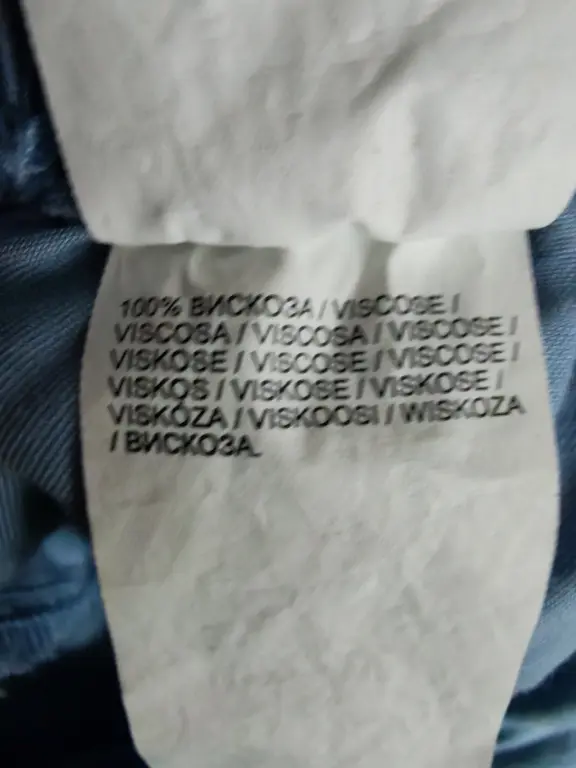 100% ВИСКОЗА / VISCOSE /
VISCOSA / VISCOSA / VISCOSE /
VISKOSE / VISCOSE / VISCOSE /
VISKOS / VISKOSE / VISKOSE /
VISKÓZA / VISKOOSI / WISKOZA
/ ВИСКОЗА.